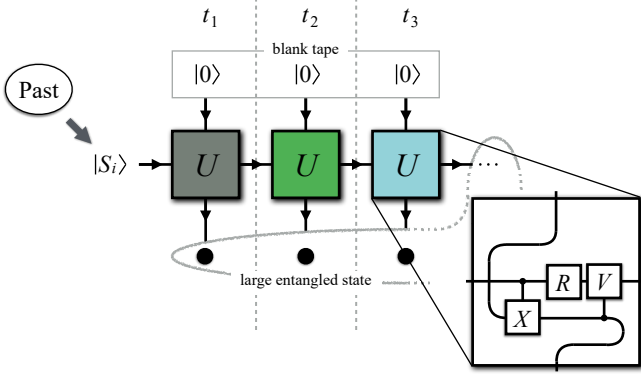 t₁ t₂ t₃
blank tape
|0⟩ |0⟩ |0⟩
Past
|Sᵢ⟩ U U U ⋯
large entangled state
R V
X